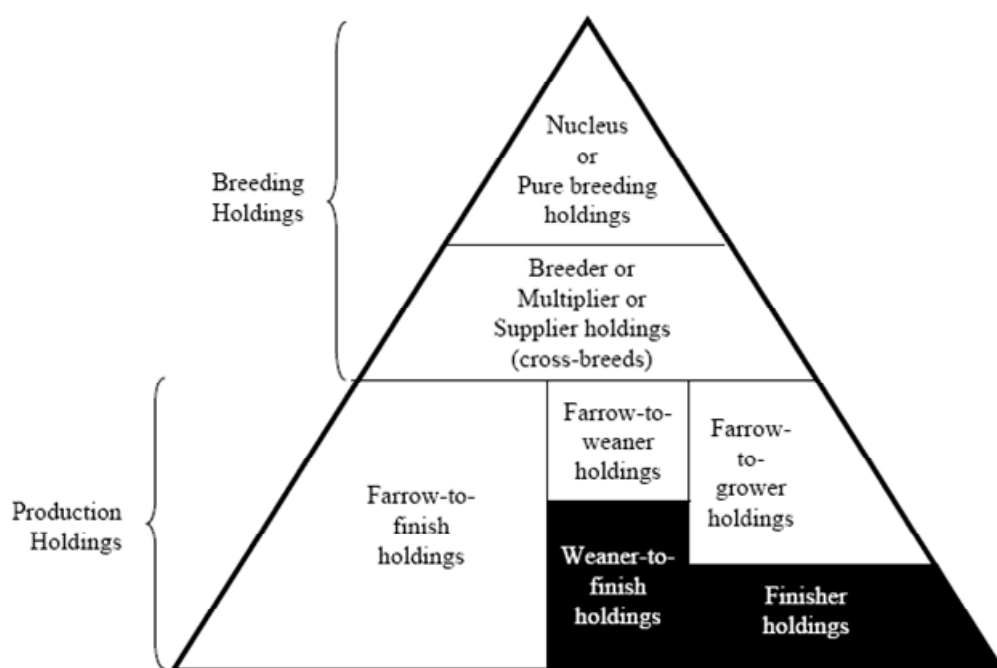 Nucleus
or
Pure breeding
holdings
Breeding
Holdings
Breeder or
Multiplier or
Supplier holdings
(cross-breeds)
Farrow-to-
weaner
holdings
Farrow-
to-
grower
holdings
Farrow-to-
finish
holdings
Production
Holdings
Weaner-to-
finish
holdings
Finisher
holdings